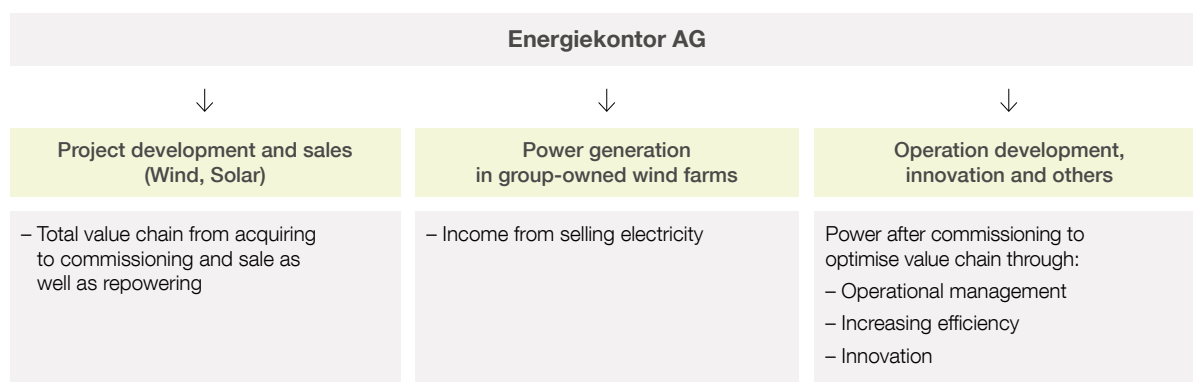 Energiekontor AG
Project development and sales
(Wind, Solar)
– Total value chain from acquiring
to commissioning and sale as
well as repowering
Power generation
in group-owned wind farms
– Income from selling electricity
Operation development,
innovation and others
Power after commissioning to
optimise value chain through:
– Operational management
– Increasing efficiency
– Innovation